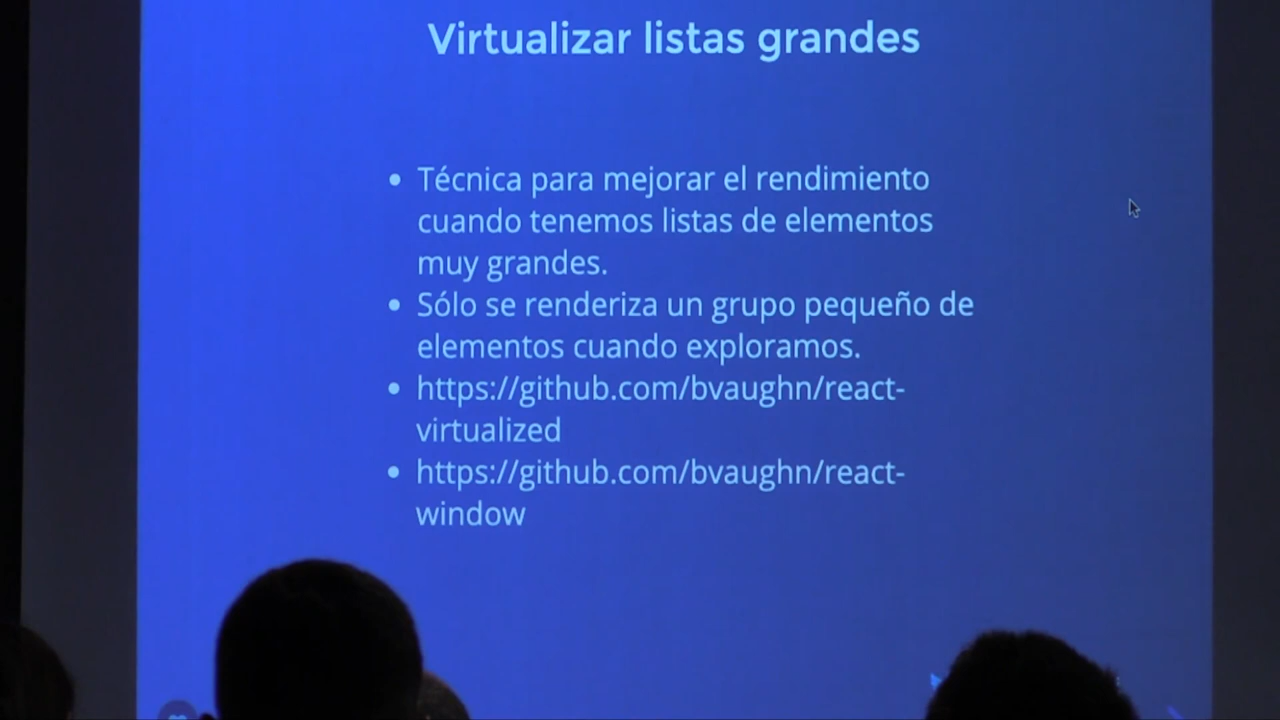 Virtualizar listas grandes
• Técnica para mejorar el rendimiento
cuando tenemos listas de elementos
muy grandes.
• Sólo se renderiza un grupo pequeño de
elementos cuando exploramos.
• https://github.com/bvaughn/react-
virtualized
• https://github.com/bvaughn/react-
window